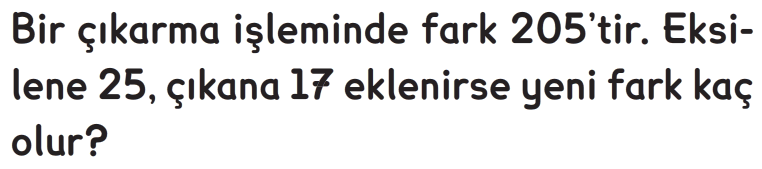 Bir çıkarma işleminde fark 205'tir. Eksi-
lene 25, çıkana 17 eklenirse yeni fark kaç
olur?